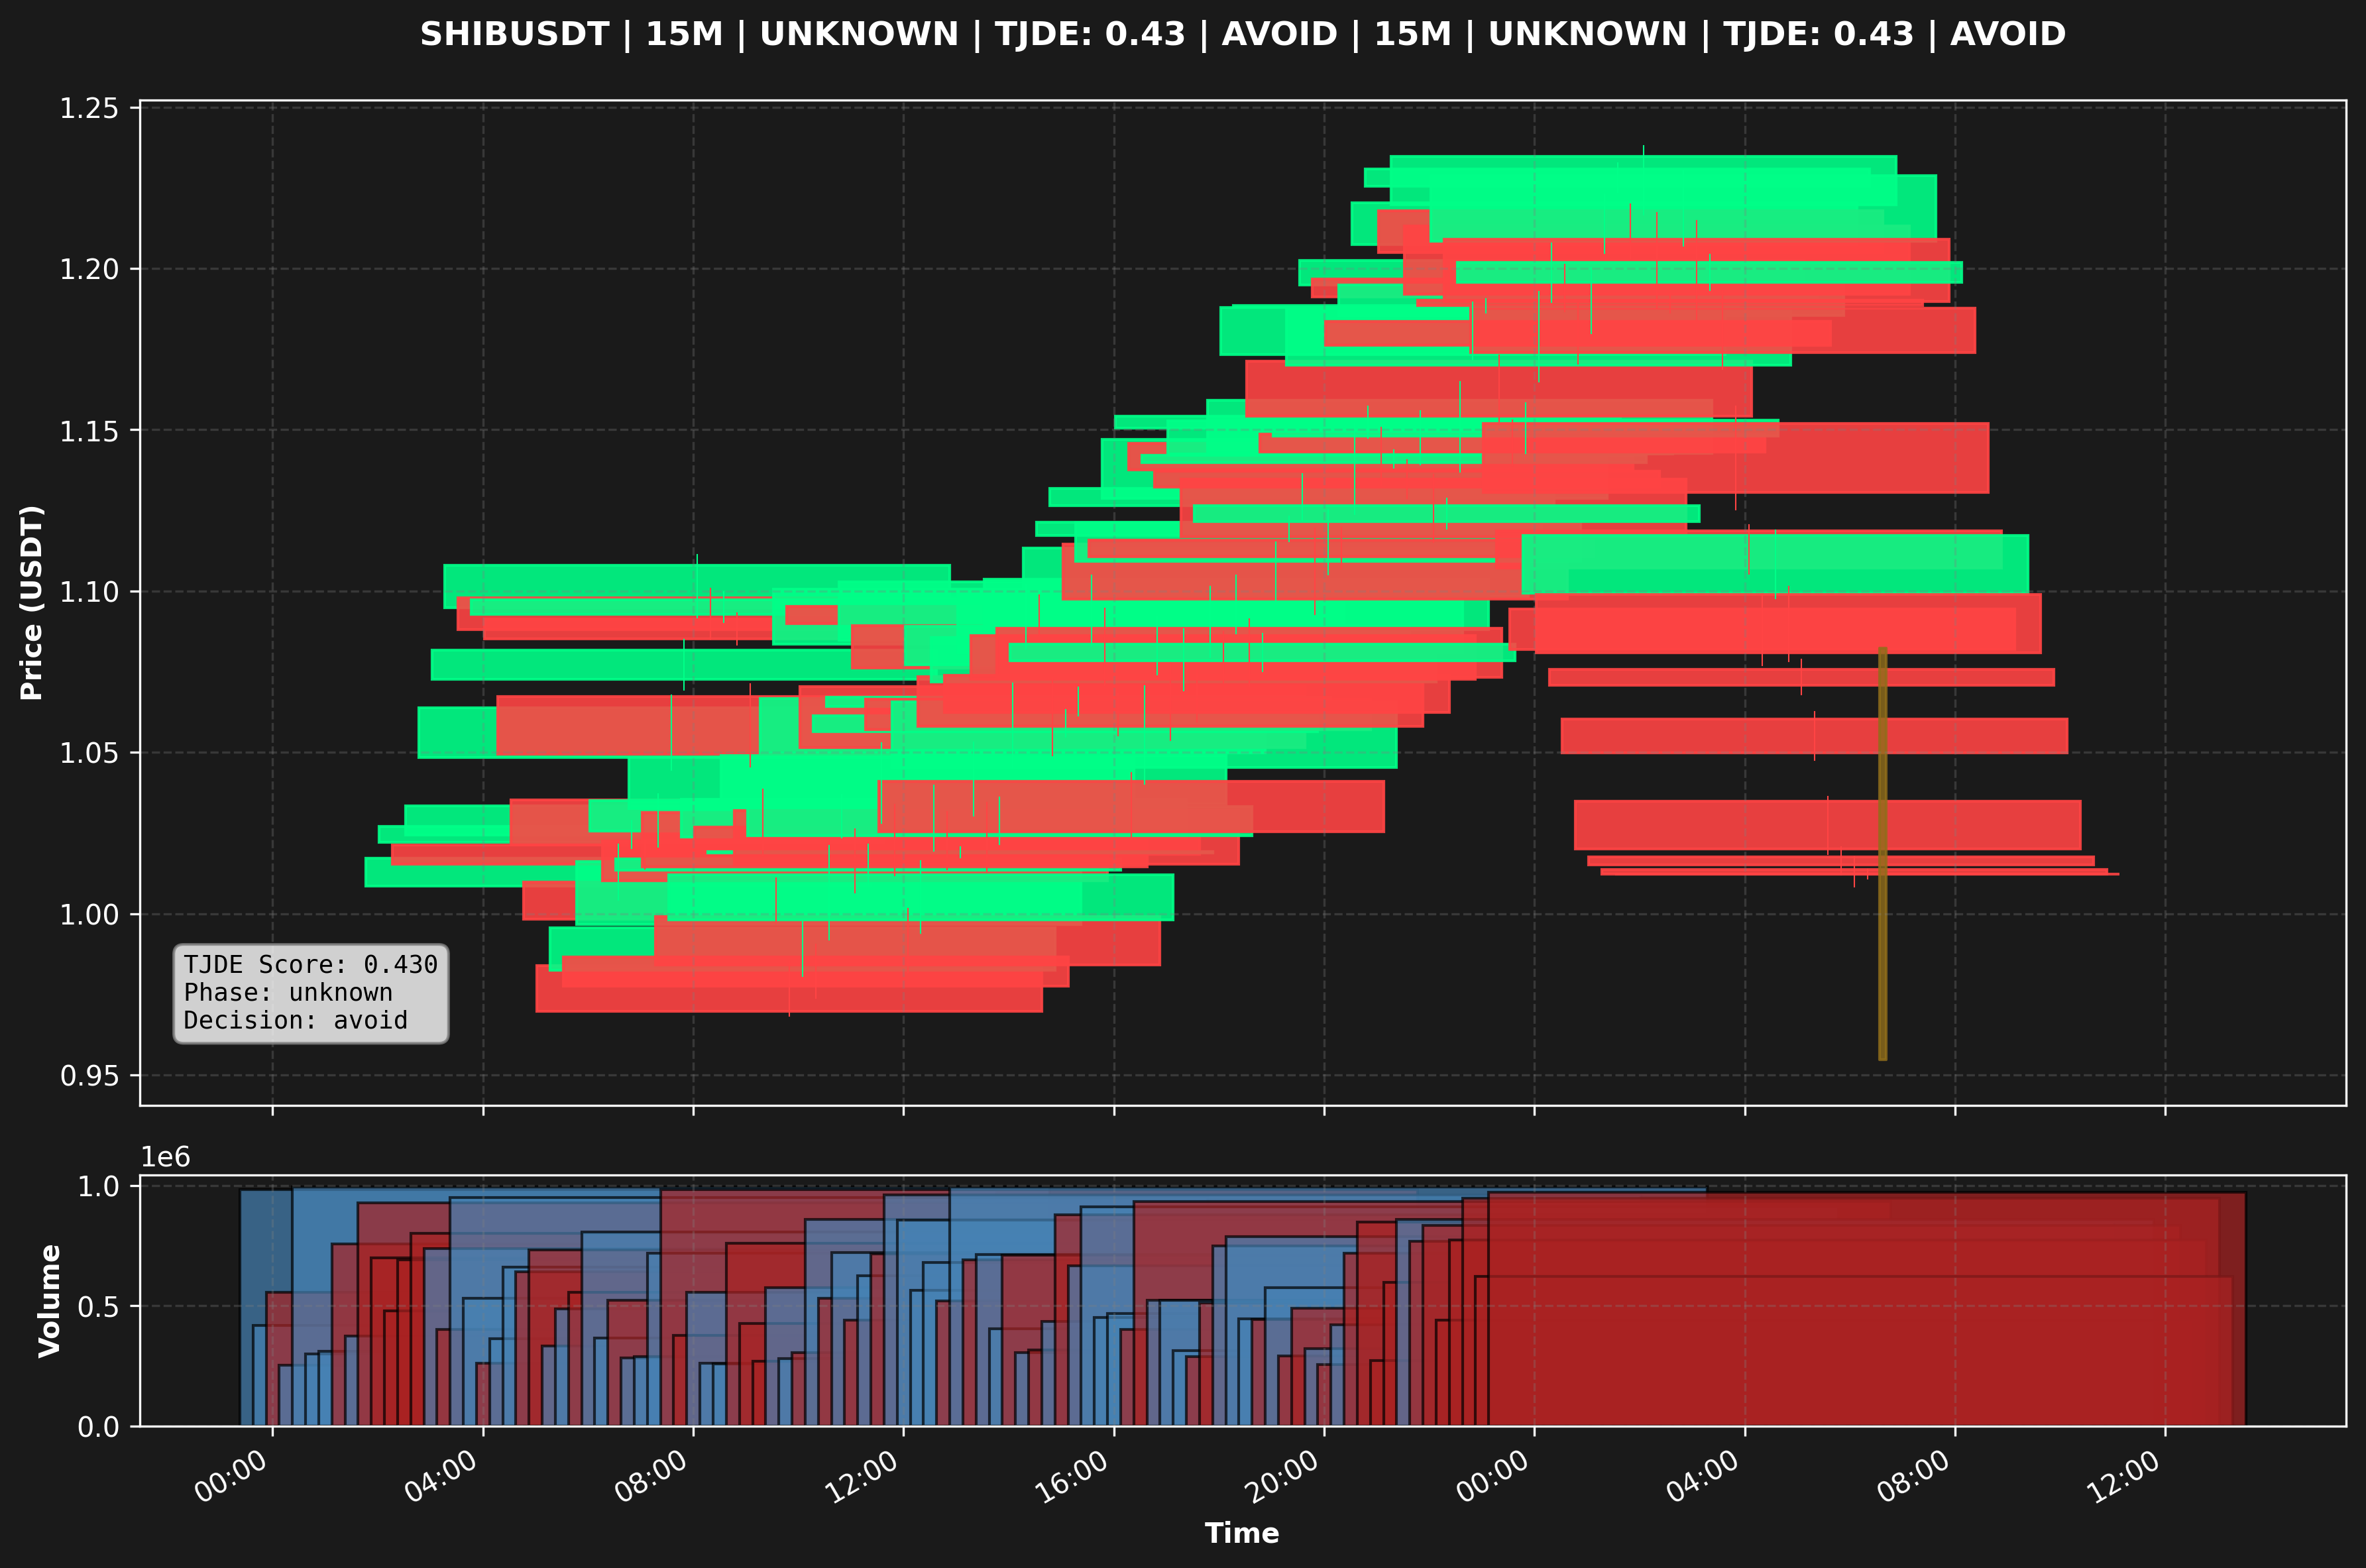 SHIBUSDT | 15M | UNKNOWN | TJDE: 0.43 | AVOID | 15M | UNKNOWN | TJDE: 0.43 | AVOID
1.25
1.20
1.15
1.10
1.05
1.00
0.95
Price (USDT)
TJDE Score: 0.430
Phase: unknown
Decision: avoid
1e6
1.0
0.5
0.0
Volume
00:00
04:00
08:00
12:00
16:00
20:00
00:00
04:00
08:00
12:00
Time